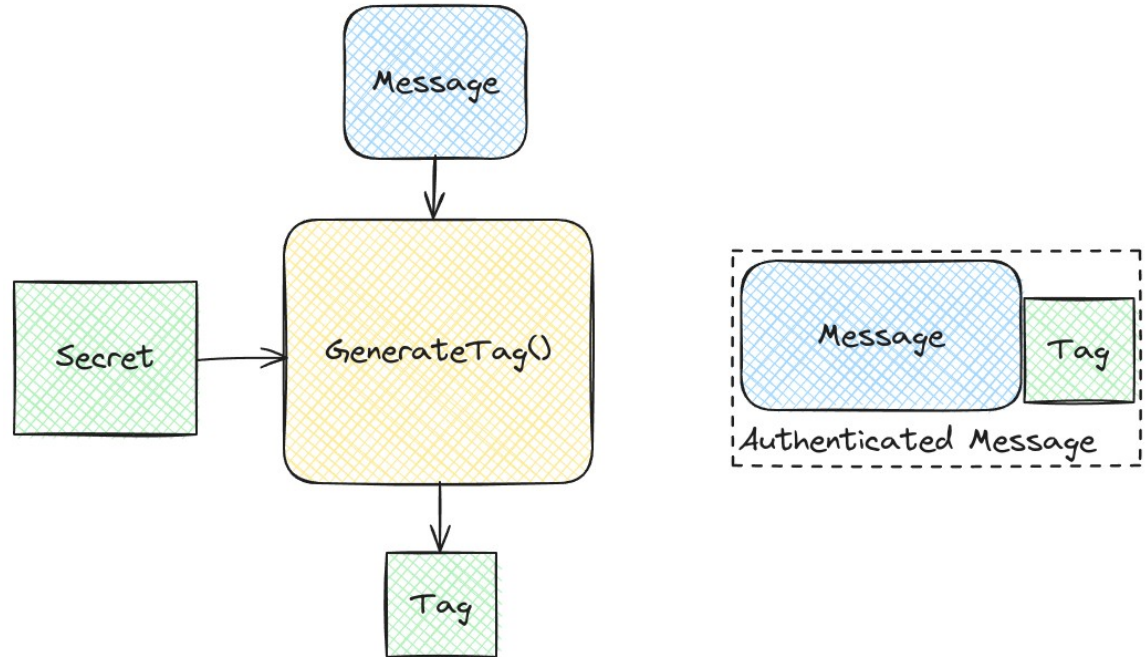 Message
Secret
GenerateTag()
Tag
Message
Tag
Authenticated Message